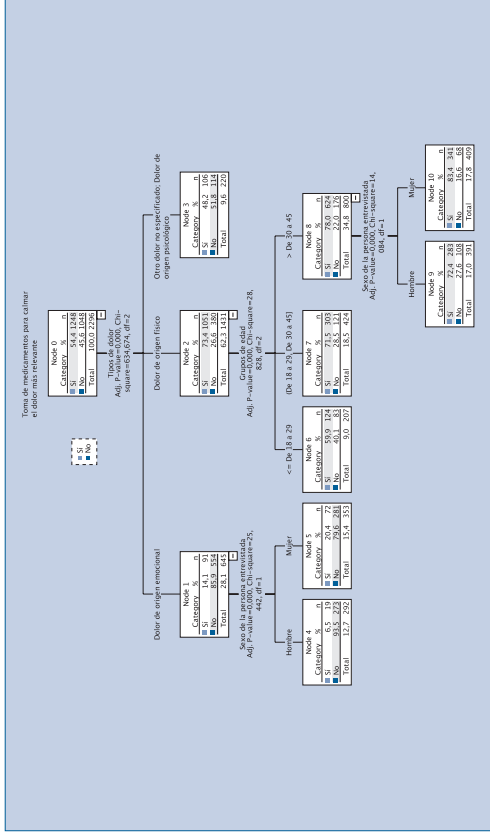 Toma de medicamentos para calmar
el dolor más relevante
Sí
No
Node 0
Category % n
Sí 54,4 1248
No 45,6 1048
Total 100,0 2296
Tipos de dolor
Adj. P-value=0,000, Chi-
square=634,674, df=2
Dolor de origen emocional
Dolor de origen físico
Otro dolor no especificado; Dolor de
origen psicológico
Node 1
Category % n
Sí 14,1 91
No 85,9 554
Total 28,1 645
Node 2
Category % n
Sí 73,4 1051
No 26,6 380
Total 62,3 1431
Node 3
Category % n
Sí 48,2 106
No 51,8 114
Total 9,6 220
Sexo de la persona entrevistada
Adj. P-value=0,000, Chi-square=25,
442, df=1
Grupos de edad
Adj. P-value=0,000, Chi-square=28,
828, df=2
Hombre
Mujer
<= De 18 a 29
(De 18 a 29, De 30 a 45]
> De 30 a 45
Node 4
Category % n
Sí 6,5 19
No 93,5 273
Total 12,7 292
Node 5
Category % n
Sí 20,4 72
No 79,6 281
Total 15,4 353
Node 6
Category % n
Sí 59,9 124
No 40,1 83
Total 9,0 207
Node 7
Category % n
Sí 71,5 303
No 28,5 121
Total 18,5 424
Node 8
Category % n
Sí 78,0 624
No 22,0 176
Total 34,8 800
Sexo de la persona entrevistada
Adj. P-value=0,000, Chi-square=14,
084, df=1
Hombre
Mujer
Node 9
Category % n
Sí 72,4 283
No 27,6 108
Total 17,0 391
Node 10
Category % n
Sí 83,4 341
No 16,6 68
Total 17,8 409